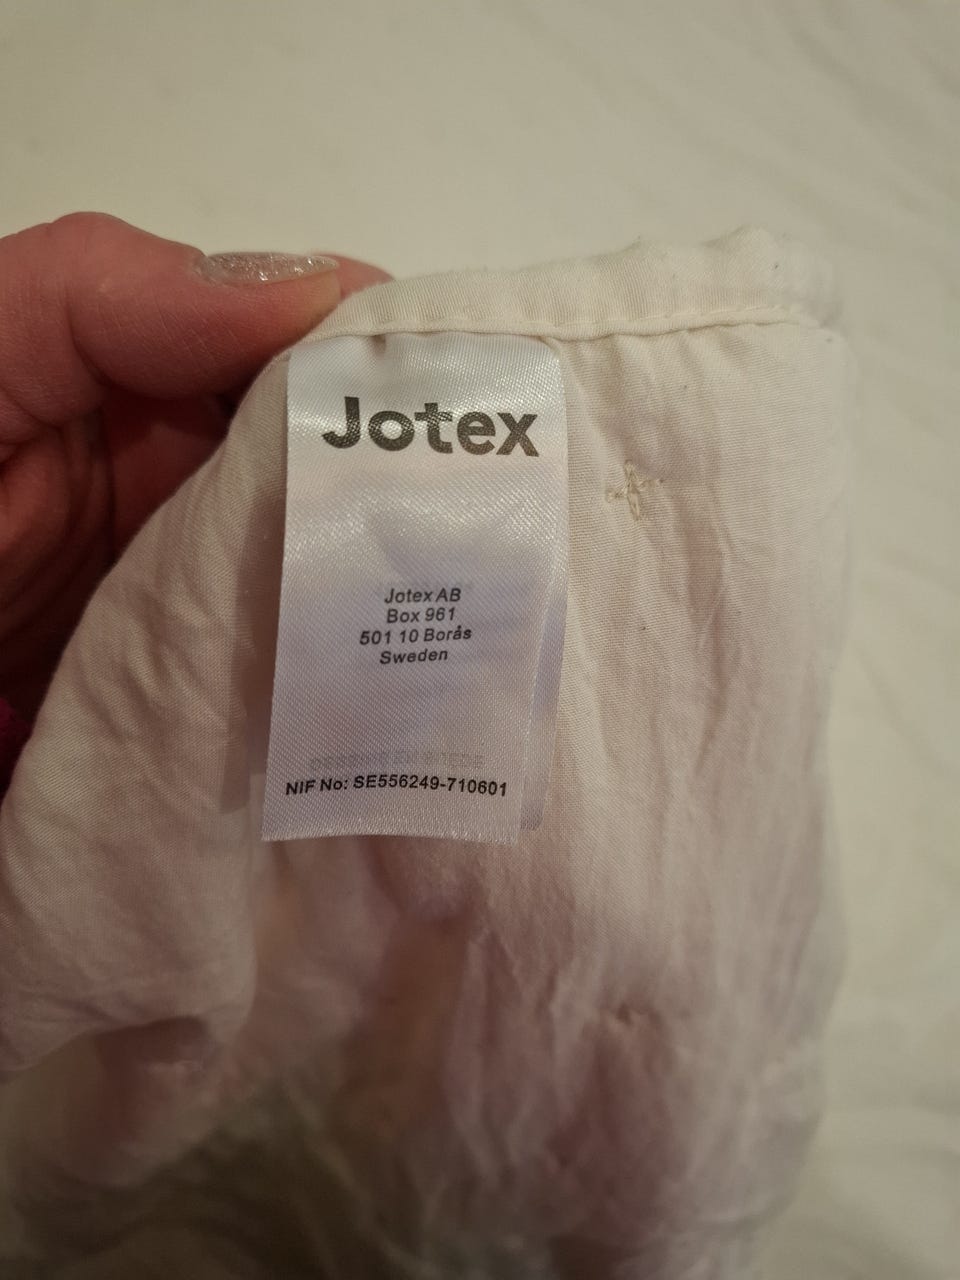 Jotex
Jotex AB
Box 961
501 10 Borås
Sweden
NIF No: SE556249-710601